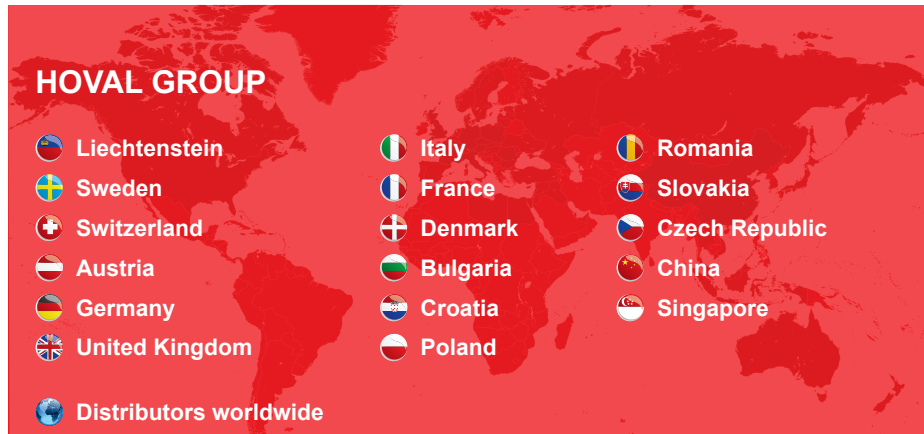 HOVAL GROUP
Liechtenstein
Sweden
Switzerland
Austria
Germany
United Kingdom
Italy
France
Denmark
Bulgaria
Croatia
Poland
Romania
Slovakia
Czech Republic
China
Singapore
Distributors worldwide